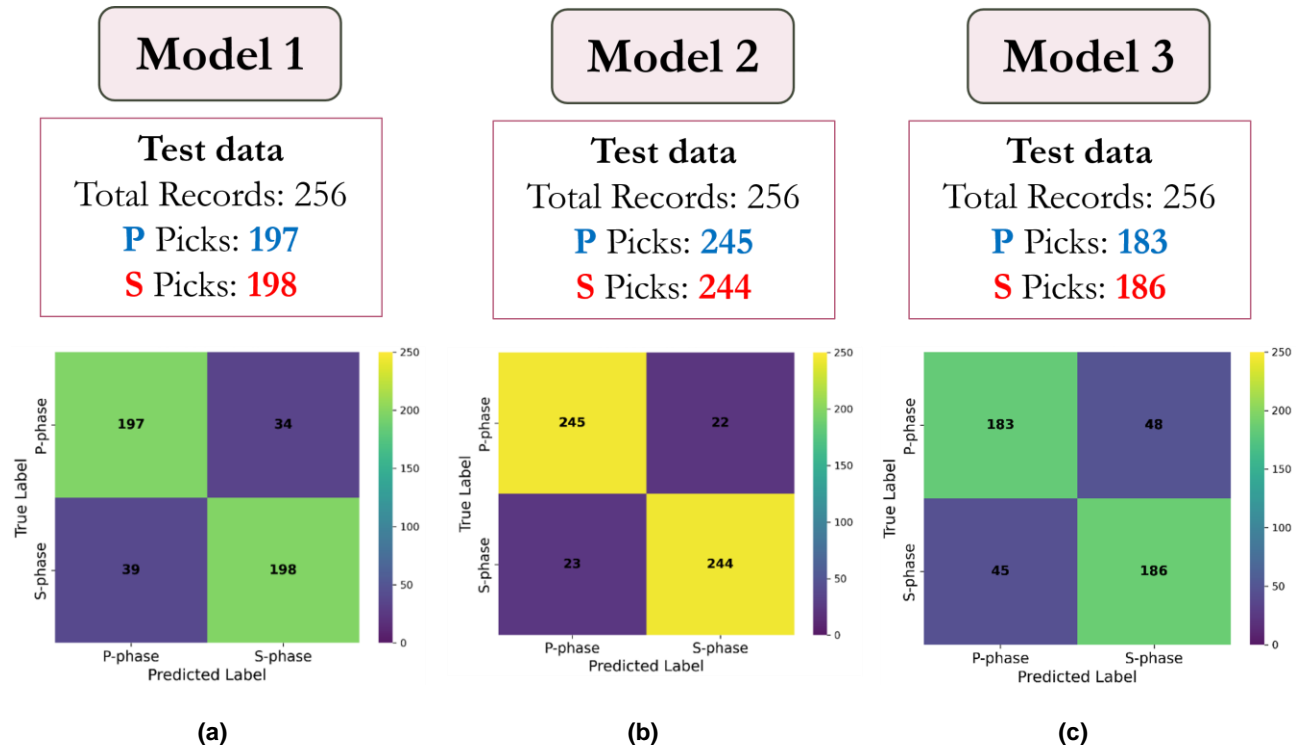 Model 1
Test data
Total Records: 256
P Picks: 197
S Picks: 198
P-phase
S-phase
True Label
197
34
39
198
P-phase
S-phase
Predicted Label
250
200
150
100
50
0
(a)
Model 2
Test data
Total Records: 256
P Picks: 245
S Picks: 244
P-phase
S-phase
True Label
245
22
23
244
P-phase
S-phase
Predicted Label
250
200
150
100
50
0
(b)
Model 3
Test data
Total Records: 256
P Picks: 183
S Picks: 186
P-phase
S-phase
True Label
183
48
45
186
P-phase
S-phase
Predicted Label
250
200
150
100
50
0
(c)